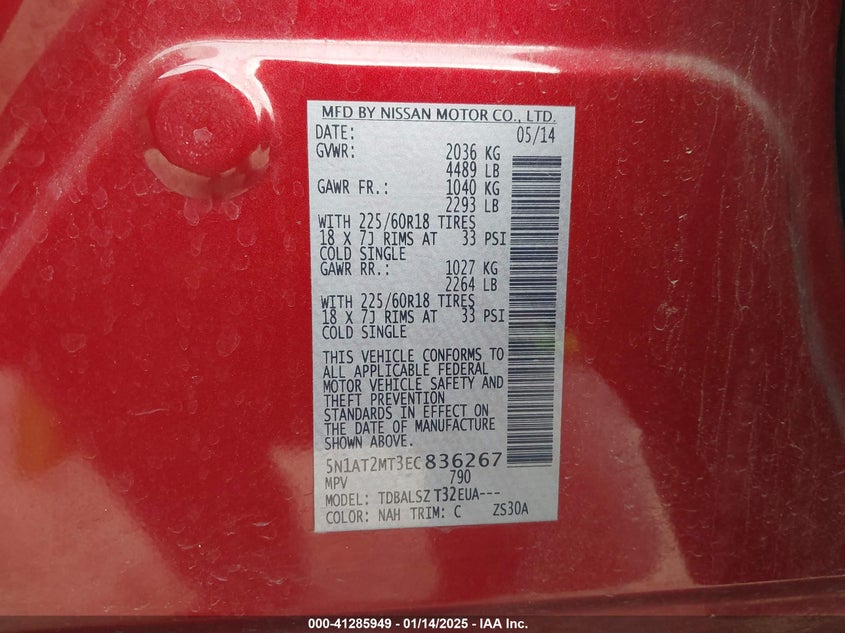 MFD BY NISSAN MOTOR CO., LTD.
DATE: 05/14
GVWR: 2036 KG
4489 LB
GAWR FR.: 1040 KG
2293 LB
WITH 225/60R18 TIRES
18 X 7J RIMS AT 33 PSI
COLD SINGLE
GAWR RR.: 1027 KG
2264 LB
WITH 225/60R18 TIRES
18 X 7J RIMS AT 33 PSI
COLD SINGLE
THIS VEHICLE CONFORMS TO
ALL APPLICABLE FEDERAL
MOTOR VEHICLE SAFETY AND
THEFT PREVENTION
STANDARDS IN EFFECT ON
THE DATE OF MANUFACTURE
SHOWN ABOVE.
5N1AT2MT3EC836267
MPV 790
MODEL: TDBALSZ T32EUA---
COLOR: NAH TRIM: C ZS30A
000-41285949 - 01/14/2025 - IAA Inc.